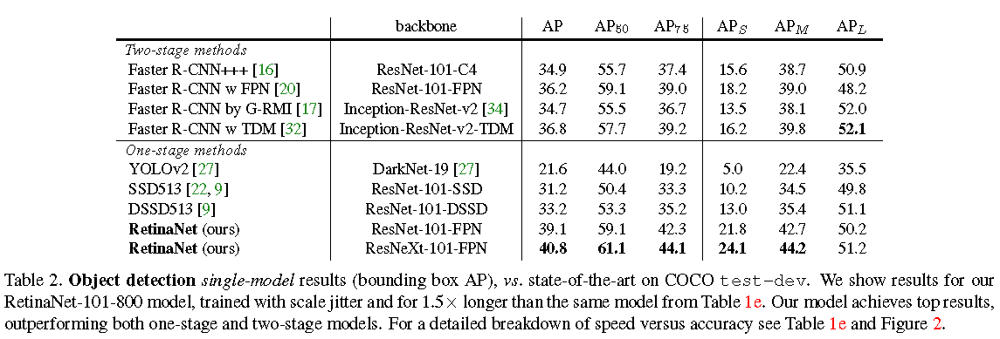 backbone AP AP50 AP75 APS APM APL
Two-stage methods
Faster R-CNN+++ [16] ResNet-101-C4 34.9 55.7 37.4 15.6 38.7 50.9
Faster R-CNN w FPN [20] ResNet-101-FPN 36.2 59.1 39.0 18.2 39.0 48.2
Faster R-CNN by G-RMI [17] Inception-ResNet-v2 [34] 34.7 55.5 36.7 13.5 38.1 52.0
Faster R-CNN w TDM [32] Inception-ResNet-v2-TDM 36.8 57.7 39.2 16.2 39.8 52.1
One-stage methods
YOLOv2 [27] DarkNet-19 [27] 21.6 44.0 19.2 5.0 22.4 35.5
SSD513 [22, 9] ResNet-101-SSD 31.2 50.4 33.3 10.2 34.5 49.8
DSSD513 [9] ResNet-101-DSSD 33.2 53.3 35.2 13.0 35.4 51.1
RetinaNet (ours) ResNet-101-FPN 39.1 59.1 42.3 21.8 42.7 50.2
RetinaNet (ours) ResNeXt-101-FPN 40.8 61.1 44.1 24.1 44.2 51.2
Table 2. Object detection single-model results (bounding box AP), vs. state-of-the-art on COCO test-dev. We show results for our
RetinaNet-101-800 model, trained with scale jitter and for 1.5× longer than the same model from Table 1e. Our model achieves top results,
outperforming both one-stage and two-stage models. For a detailed breakdown of speed versus accuracy see Table 1e and Figure 2.